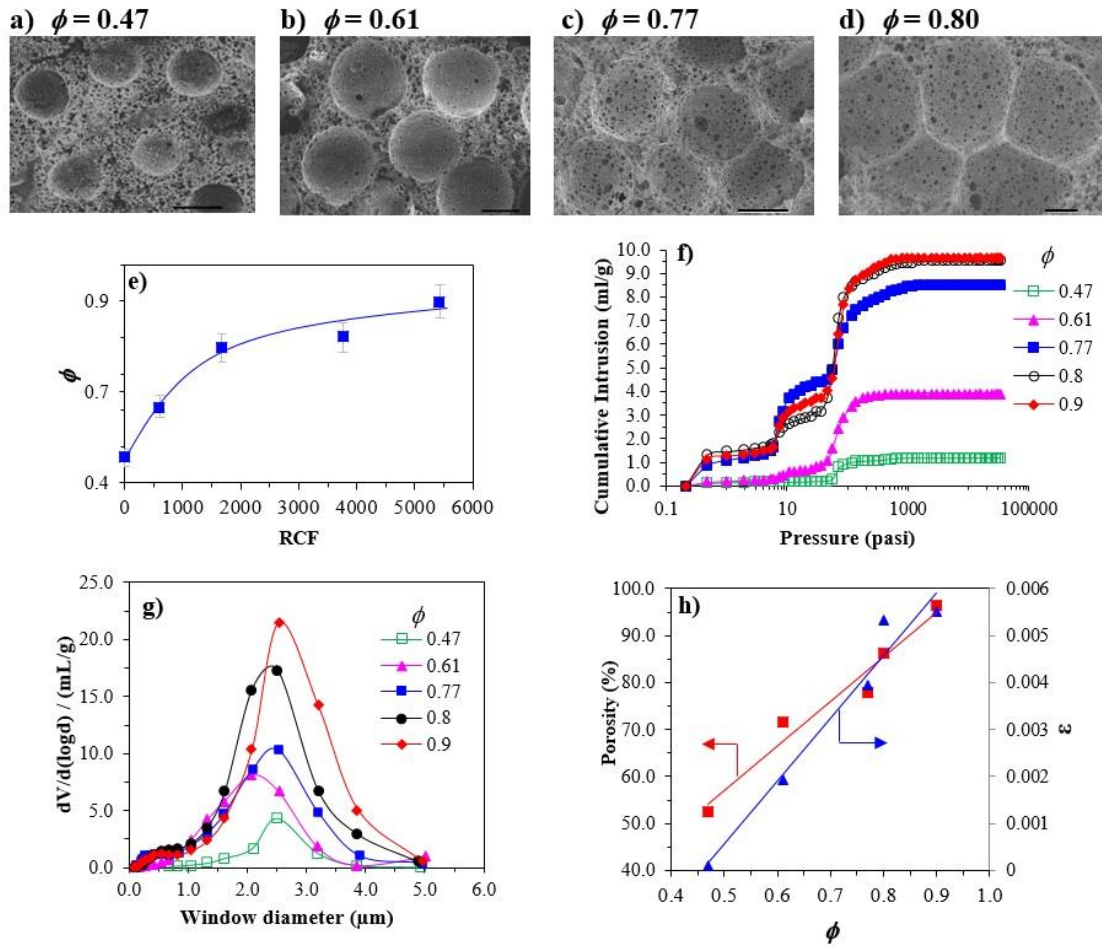 a) ϕ = 0.47
b) ϕ = 0.61
c) ϕ = 0.77
d) ϕ = 0.80
e)
0.9
0.7
0.4
ϕ
0 1000 2000 3000 4000 5000 6000
RCF
f)
10.0
9.0
8.0
7.0
6.0
5.0
4.0
3.0
2.0
1.0
0.0
Cumulative Intrusion (ml/g)
0.1 10 1000 100000
Pressure (pasi)
ϕ
0.47
0.61
0.77
0.8
0.9
g)
25.0
20.0
15.0
10.0
5.0
0.0
dV/d(logd) / (mL/g)
0.0 1.0 2.0 3.0 4.0 5.0 6.0
Window diameter (µm)
ϕ
0.47
0.61
0.77
0.8
0.9
h)
100.0
90.0
80.0
70.0
60.0
50.0
40.0
Porosity (%)
0.006
0.005
0.004
0.003
0.002
0.001
0
ε
0.4 0.5 0.6 0.7 0.8 0.9 1.0
ϕ